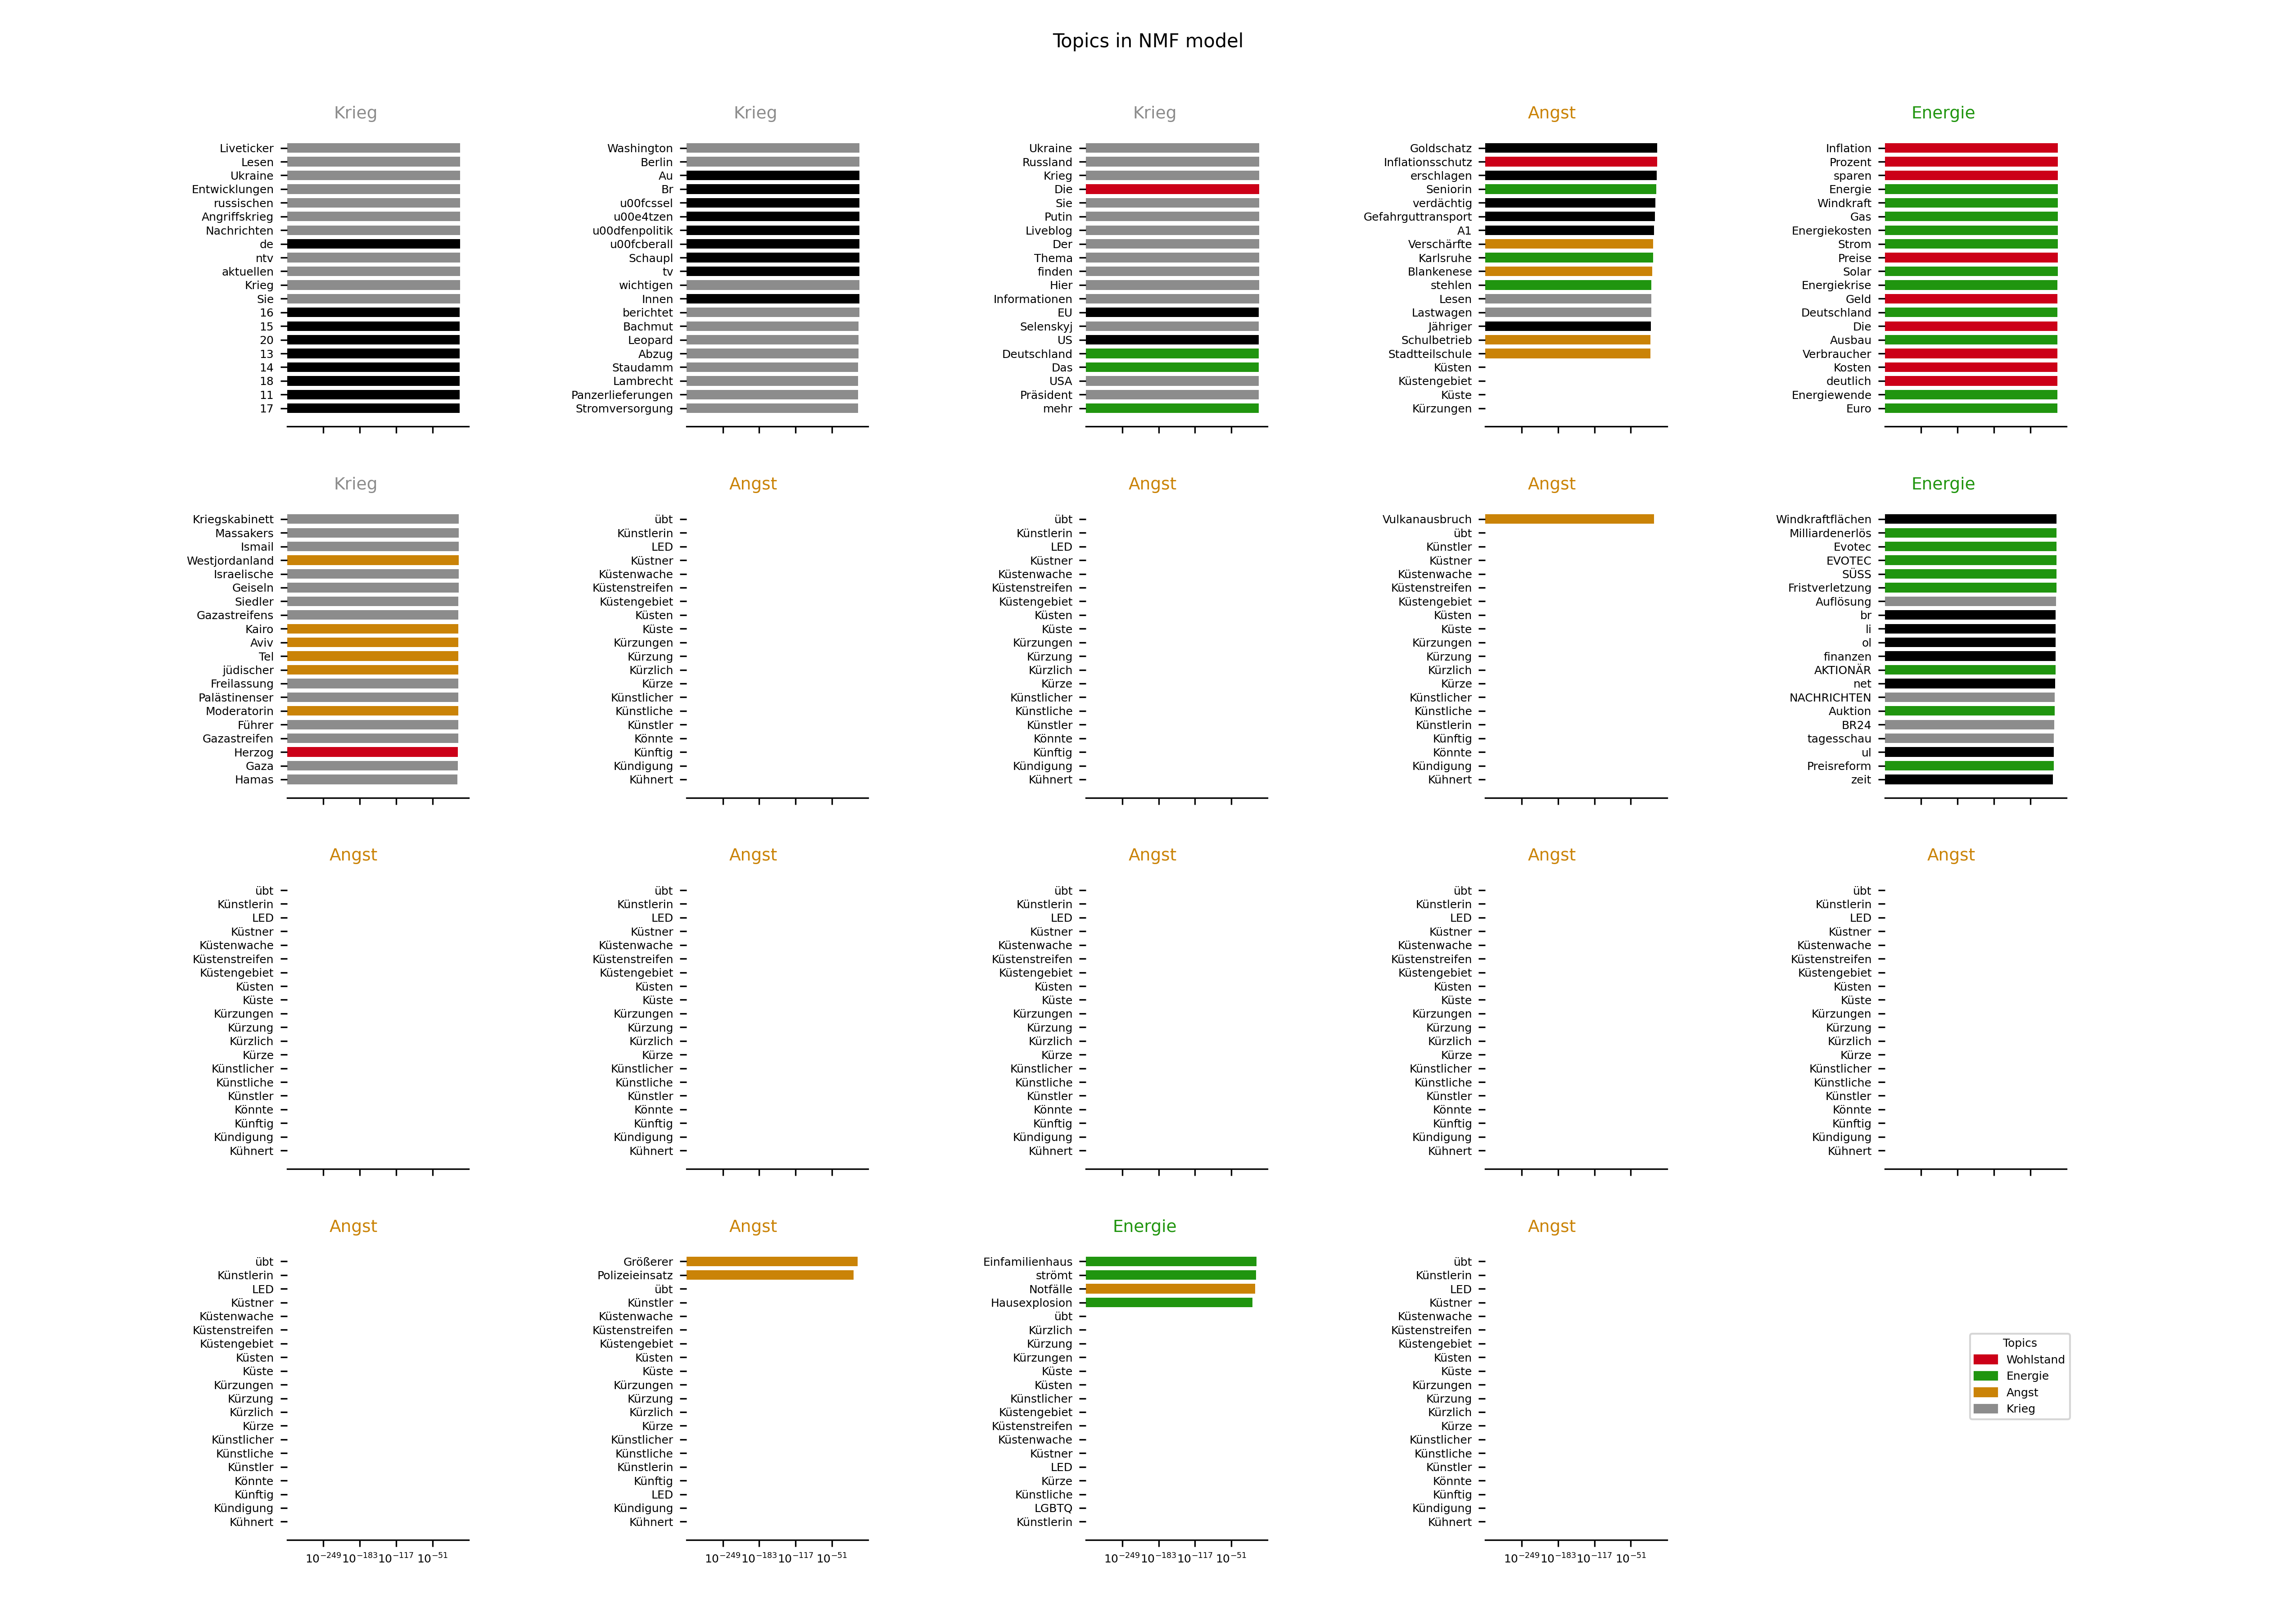 Topics in NMF model
Krieg
Liveticker
Lesen
Ukraine
Entwicklungen
russischen
Angriffskrieg
Nachrichten
de
ntv
aktuellen
Krieg
Sie
16
15
20
13
14
18
11
17
Krieg
Washington
Berlin
Au
Br
u00fcssel
u00e4tzen
u00dfenpolitik
u00fcberall
Schaupl
tv
wichtigen
Innen
berichtet
Bachmut
Leopard
Abzug
Staudamm
Lambrecht
Panzerlieferungen
Stromversorgung
Krieg
Ukraine
Russland
Krieg
Die
Sie
Putin
Liveblog
Der
Thema
finden
Hier
Informationen
EU
Selenskyj
US
Deutschland
Das
USA
Präsident
mehr
Angst
Goldschatz
Inflationsschutz
erschlagen
Seniorin
verdächtig
Gefahrguttransport
A1
Verschärfte
Karlsruhe
Blankenese
stehlen
Lesen
Lastwagen
Jähriger
Schulbetrieb
Stadtteilschule
Küsten
Küstengebiet
Küste
Kürzungen
Energie
Inflation
Prozent
sparen
Energie
Windkraft
Gas
Energiekosten
Strom
Preise
Solar
Energiekrise
Geld
Deutschland
Die
Ausbau
Verbraucher
Kosten
deutlich
Energiewende
Euro
Krieg
Kriegskabinett
Massakers
Ismail
Westjordanland
Israelische
Geiseln
Siedler
Gazastreifens
Kairo
Aviv
Tel
jüdischer
Freilassung
Palästinenser
Moderatorin
Führer
Gazastreifen
Herzog
Gaza
Hamas
Angst
übt
Künstlerin
LED
Küstner
Küstenwache
Küstenstreifen
Küstengebiet
Küsten
Küste
Kürzungen
Kürzung
Kürzlich
Kürze
Künstlicher
Künstliche
Künstler
Könnte
Künftig
Kündigung
Kühnert
Angst
übt
Künstlerin
LED
Küstner
Küstenwache
Küstenstreifen
Küstengebiet
Küsten
Küste
Kürzungen
Kürzung
Kürzlich
Kürze
Künstlicher
Künstliche
Künstler
Könnte
Künftig
Kündigung
Kühnert
Angst
Vulkanausbruch
übt
Künstler
Küstner
Küstenwache
Küstenstreifen
Küstengebiet
Küsten
Küste
Kürzungen
Kürzung
Kürzlich
Kürze
Künstlicher
Künstliche
Künstlerin
Künftig
Könnte
Kündigung
Kühnert
Energie
Windkraftflächen
Milliardenerlös
Evotec
EVOTEC
SÜSS
Fristverletzung
Auflösung
br
li
ol
finanzen
AKTIONÄR
net
NACHRICHTEN
Auktion
BR24
tagesschau
ul
Preisreform
zeit
Angst
übt
Künstlerin
LED
Küstner
Küstenwache
Küstenstreifen
Küstengebiet
Küsten
Küste
Kürzungen
Kürzung
Kürzlich
Kürze
Künstlicher
Künstliche
Künstler
Könnte
Künftig
Kündigung
Kühnert
Angst
übt
Künstlerin
LED
Küstner
Küstenwache
Küstenstreifen
Küstengebiet
Küsten
Küste
Kürzungen
Kürzung
Kürzlich
Kürze
Künstlicher
Künstliche
Künstler
Könnte
Künftig
Kündigung
Kühnert
Angst
übt
Künstlerin
LED
Küstner
Küstenwache
Küstenstreifen
Küstengebiet
Küsten
Küste
Kürzungen
Kürzung
Kürzlich
Kürze
Künstlicher
Künstliche
Künstler
Könnte
Künftig
Kündigung
Kühnert
Angst
übt
Künstlerin
LED
Küstner
Küstenwache
Küstenstreifen
Küstengebiet
Küsten
Küste
Kürzungen
Kürzung
Kürzlich
Kürze
Künstlicher
Künstliche
Künstler
Könnte
Künftig
Kündigung
Kühnert
Angst
übt
Künstlerin
LED
Küstner
Küstenwache
Küstenstreifen
Küstengebiet
Küsten
Küste
Kürzungen
Kürzung
Kürzlich
Kürze
Künstlicher
Künstliche
Künstler
Könnte
Künftig
Kündigung
Kühnert
Angst
übt
Künstlerin
LED
Küstner
Küstenwache
Küstenstreifen
Küstengebiet
Küsten
Küste
Kürzungen
Kürzung
Kürzlich
Kürze
Künstlicher
Künstliche
Künstler
Könnte
Künftig
Kündigung
Kühnert
10⁻²⁴⁹ 10⁻¹⁸³ 10⁻¹¹⁷ 10⁻⁵¹
Angst
Größerer
Polizeieinsatz
übt
Künstler
Küstenwache
Küstenstreifen
Küstengebiet
Küsten
Küste
Kürzungen
Kürzung
Kürzlich
Kürze
Künstlicher
Künstliche
Künstlerin
Künftig
LED
Kündigung
Kühnert
10⁻²⁴⁹ 10⁻¹⁸³ 10⁻¹¹⁷ 10⁻⁵¹
Energie
Einfamilienhaus
strömt
Notfälle
Hausexplosion
übt
Kürzlich
Kürzung
Kürzungen
Küste
Küsten
Künstlicher
Küstengebiet
Küstenstreifen
Küstenwache
Küstner
LED
Kürze
Künstliche
LGBTQ
Künstlerin
10⁻²⁴⁹ 10⁻¹⁸³ 10⁻¹¹⁷ 10⁻⁵¹
Angst
übt
Künstlerin
LED
Küstner
Küstenwache
Küstenstreifen
Küstengebiet
Küsten
Küste
Kürzungen
Kürzung
Kürzlich
Kürze
Künstlicher
Künstliche
Künstler
Könnte
Künftig
Kündigung
Kühnert
10⁻²⁴⁹ 10⁻¹⁸³ 10⁻¹¹⁷ 10⁻⁵¹
Topics
Wohlstand
Energie
Angst
Krieg